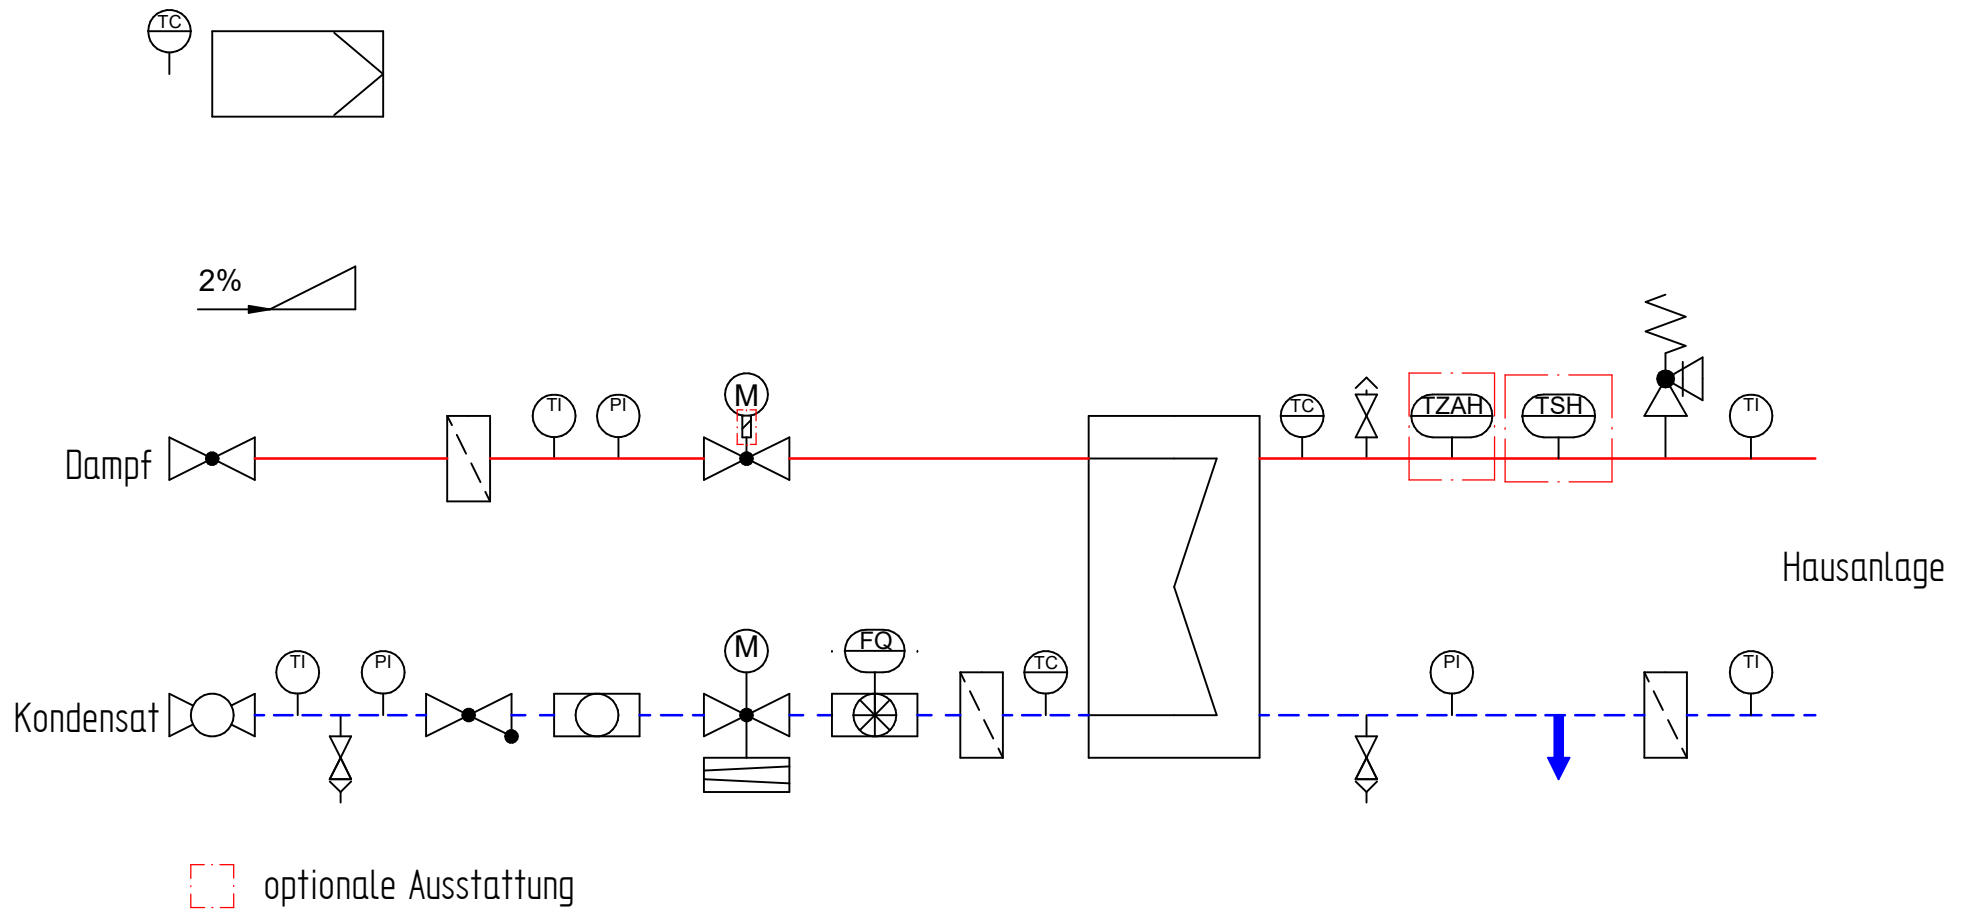 TC
2%
M
TI PI TC TZAH TSH TI
Dampf
Hausanlage
M FQ
TI PI TC PI TI
Kondensat
optionale Ausstattung